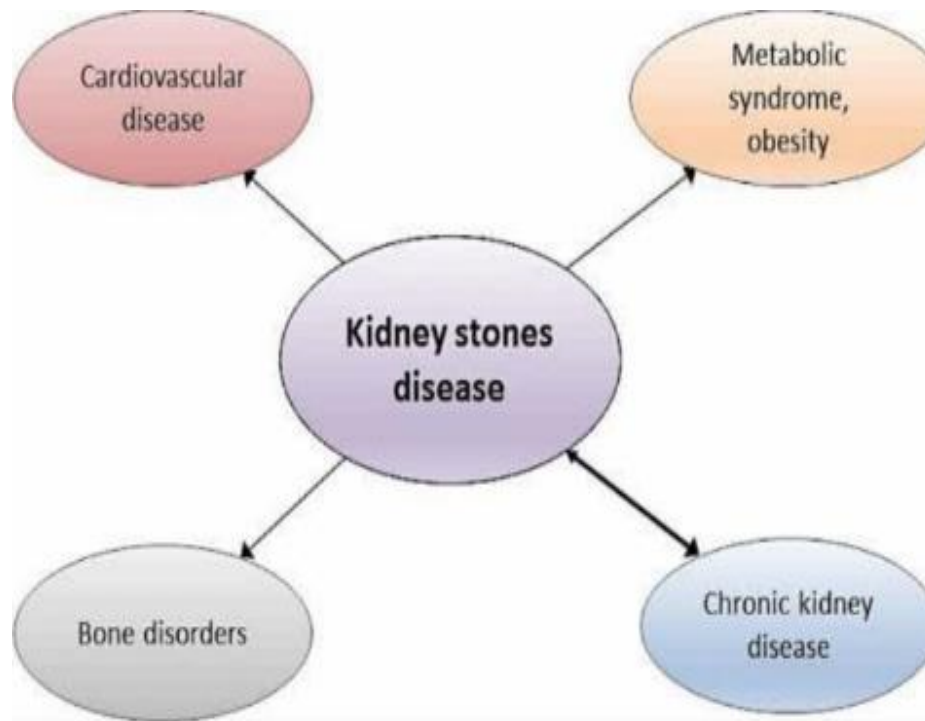 Cardiovascular
disease
Metabolic
syndrome,
obesity
Kidney stones
disease
Bone disorders
Chronic kidney
disease